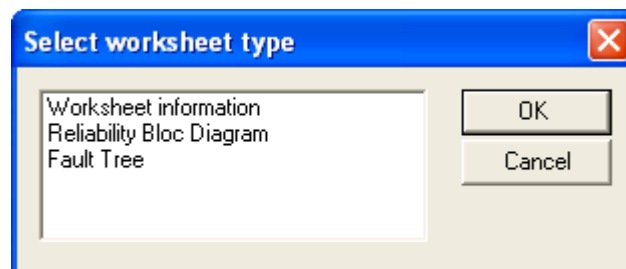 Select worksheet type
Worksheet information
Reliability Bloc Diagram
Fault Tree
OK
Cancel